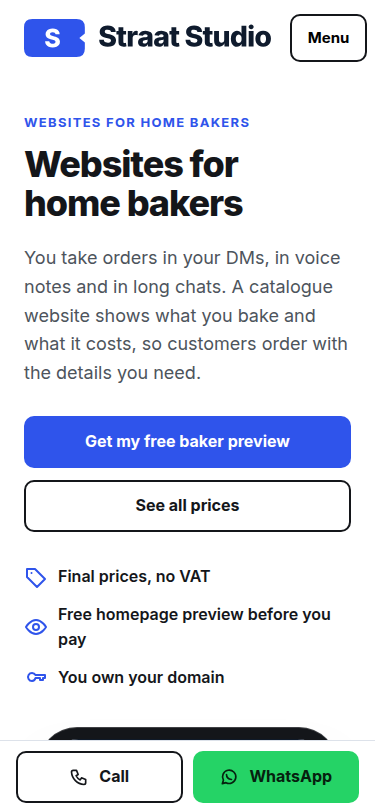 S Straat Studio Menu
WEBSITES FOR HOME BAKERS
Websites for
home bakers
You take orders in your DMs, in voice
notes and in long chats. A catalogue
website shows what you bake and
what it costs, so customers order with
the details you need.
Get my free baker preview
See all prices
Final prices, no VAT
Free homepage preview before you
pay
You own your domain
Call WhatsApp